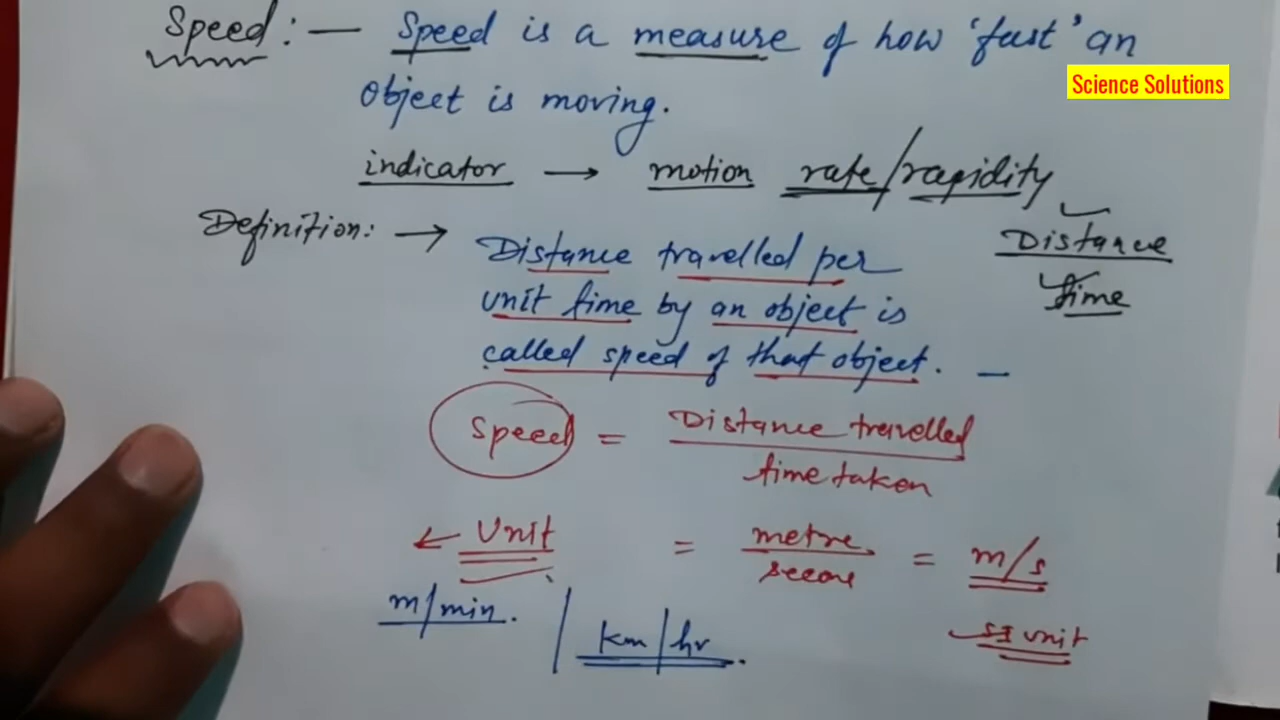 Speed : — Speed is a measure of how 'fast' an
Science Solutions
object is moving.
indicator → motion rate/rapidity
Definition: → Distance travelled per
unit time by an object is
called speed of that object. —
Distance
time
Speed = Distance travelled
time taken
← Unit = metre = m/s
m/min. | km/hr.
SI unit